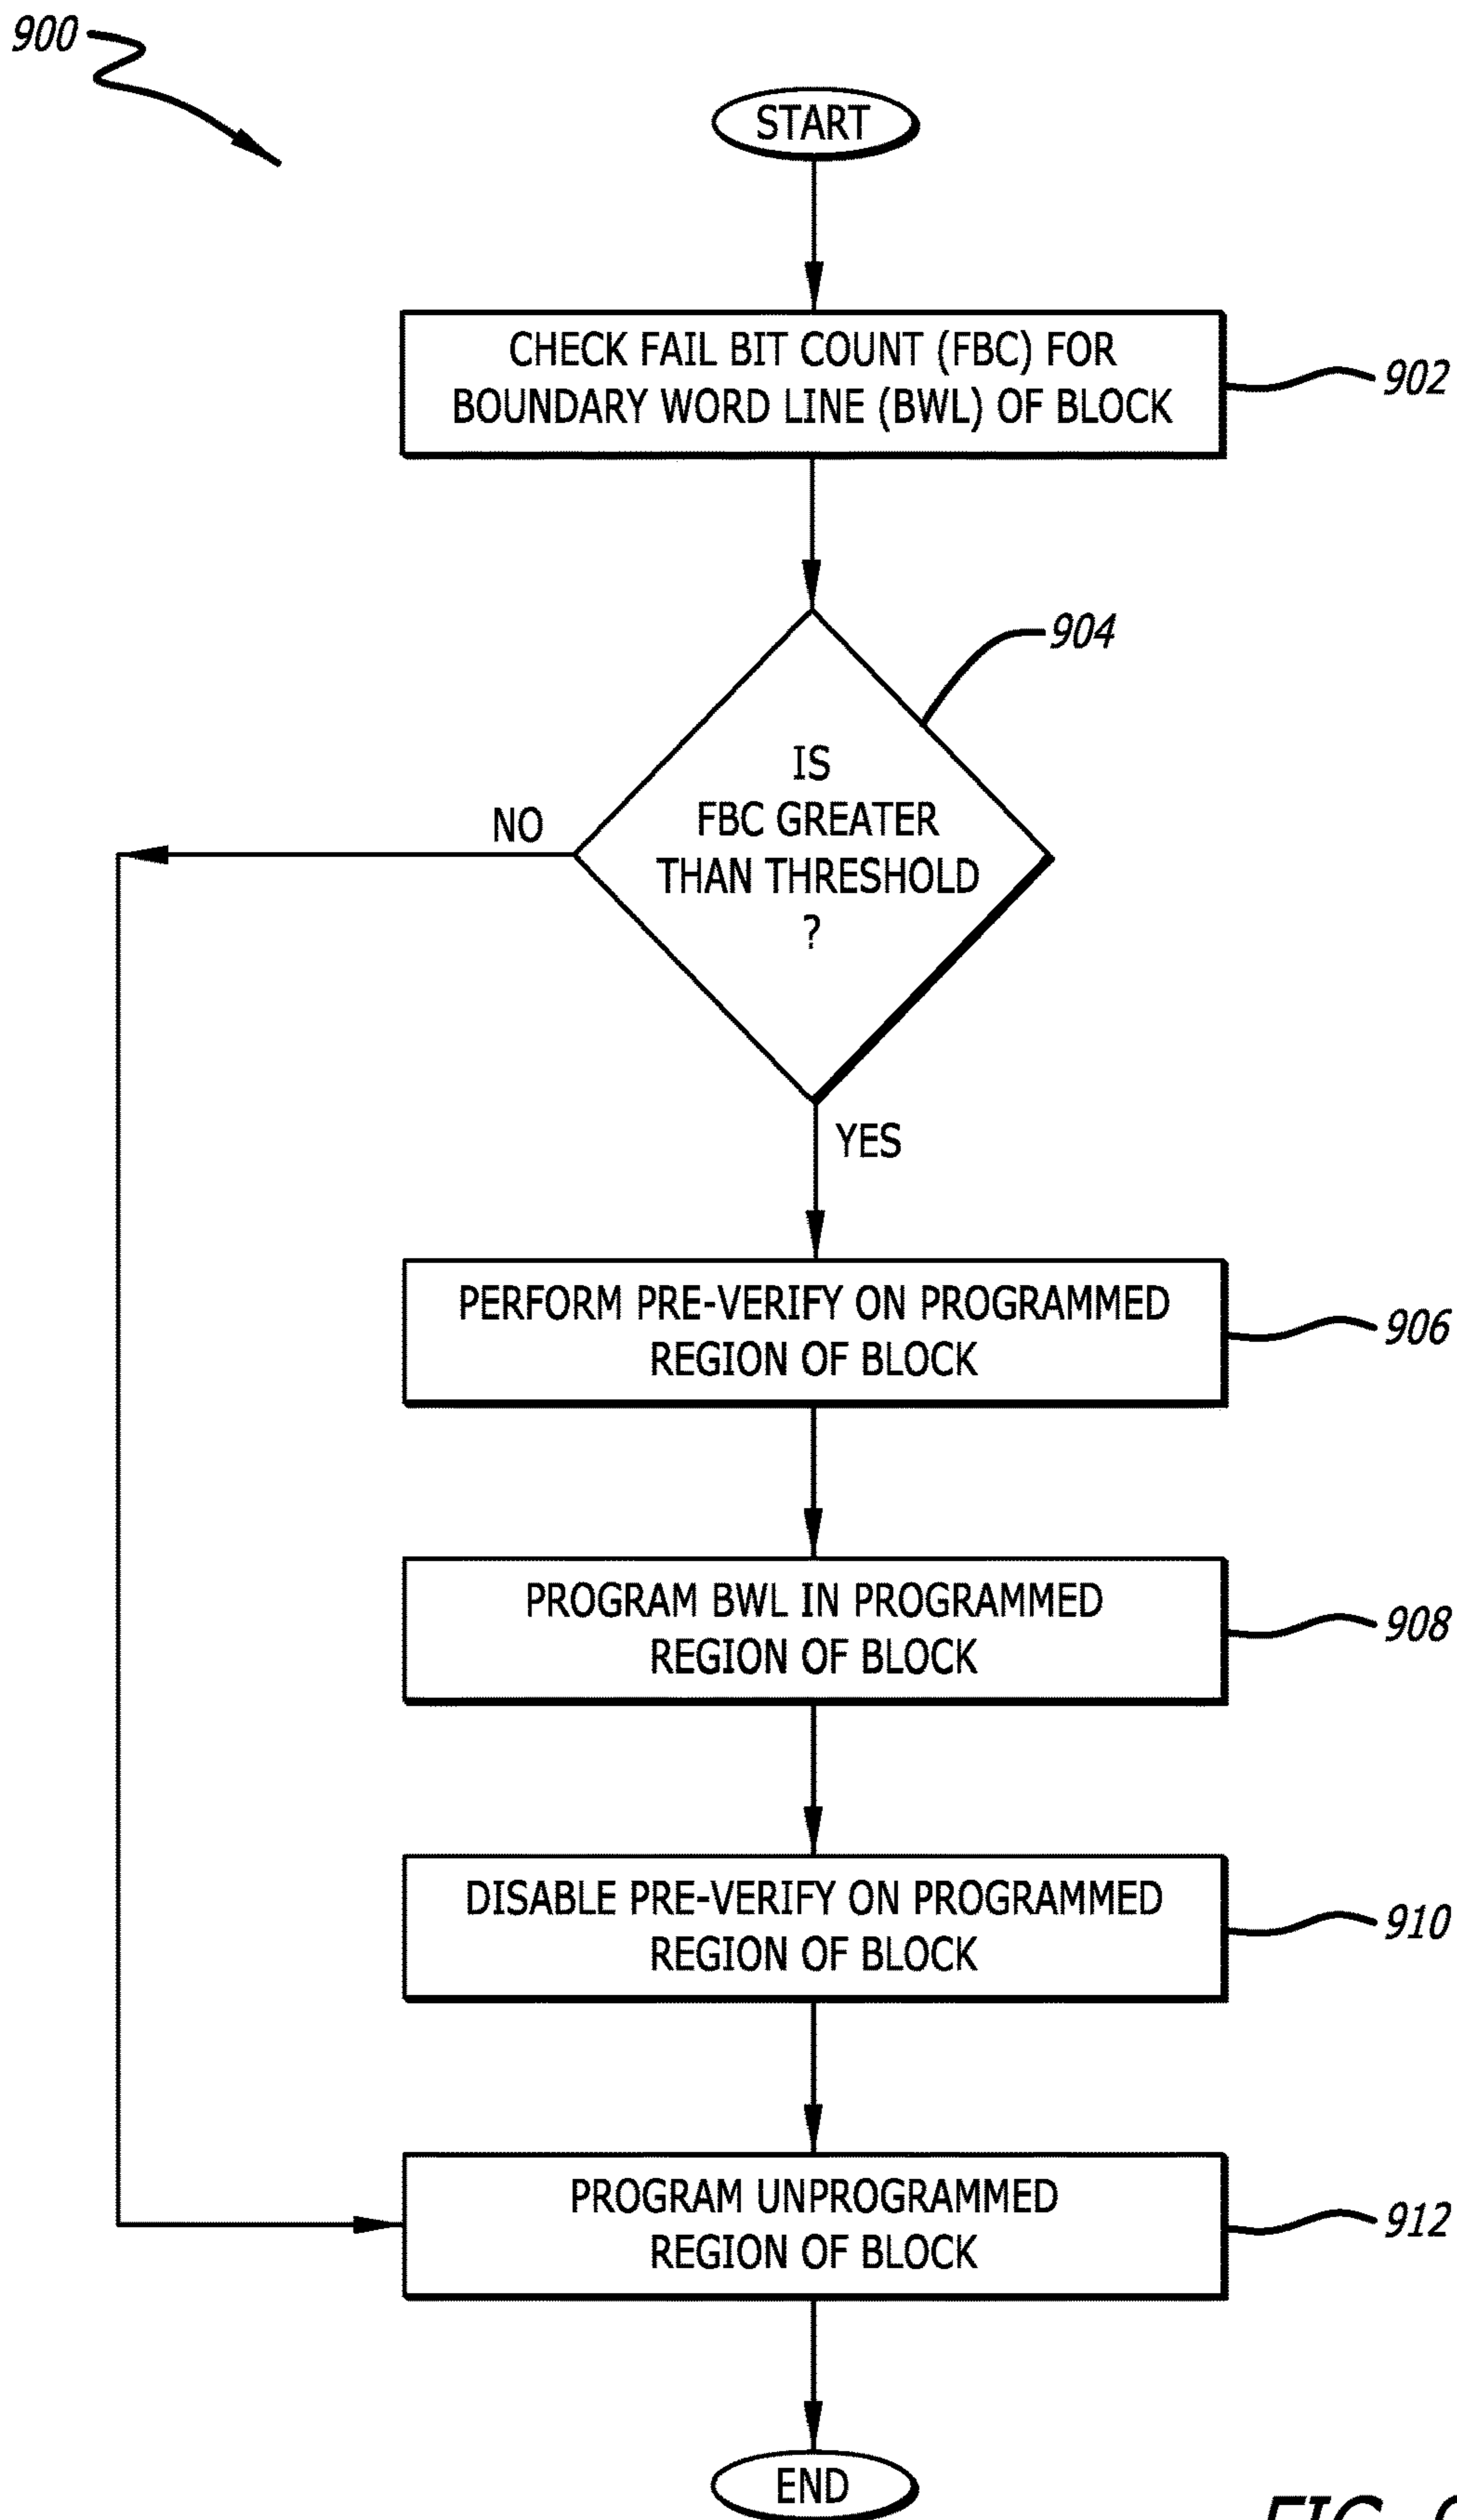 900
START
CHECK FAIL BIT COUNT (FBC) FOR
BOUNDARY WORD LINE (BWL) OF BLOCK
902
904
IS
FBC GREATER
THAN THRESHOLD
?
NO
YES
PERFORM PRE-VERIFY ON PROGRAMMED
REGION OF BLOCK
906
PROGRAM BWL IN PROGRAMMED
REGION OF BLOCK
908
DISABLE PRE-VERIFY ON PROGRAMMED
REGION OF BLOCK
910
PROGRAM UNPROGRAMMED
REGION OF BLOCK
912
END
FIG.